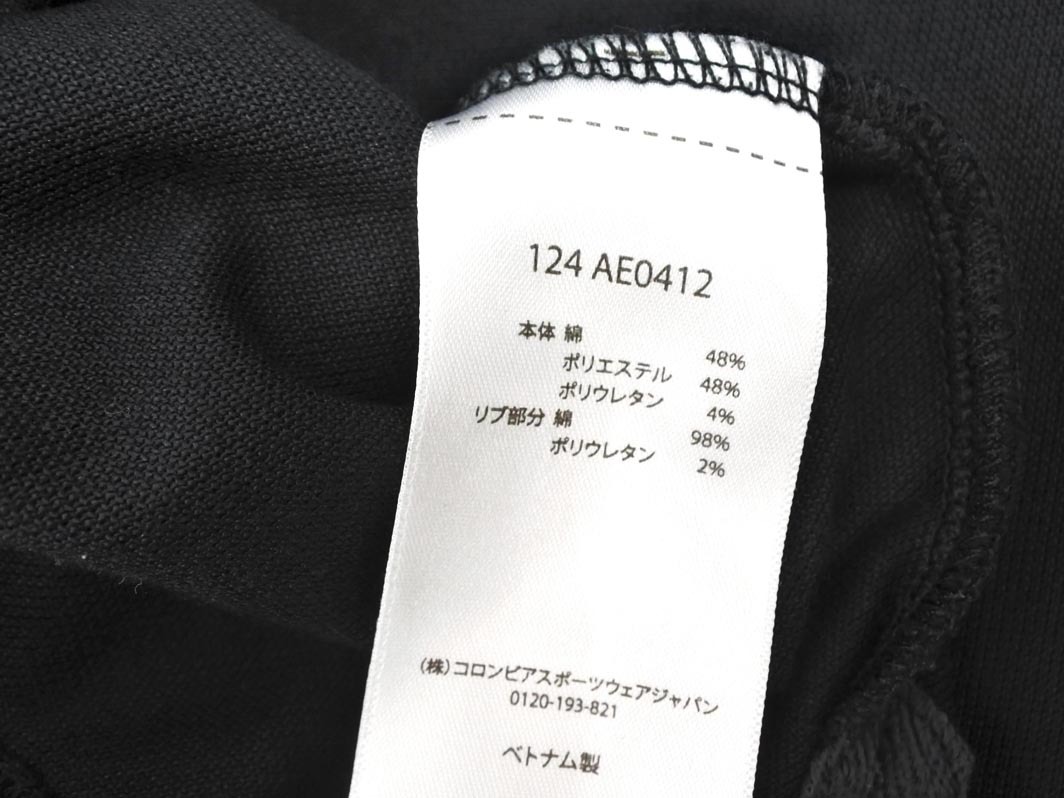 124 AE0412
本体 綿 48%
ポリエステル 48%
ポリウレタン 4%
リブ部分 綿 98%
ポリウレタン 2%
(株)コロンビアスポーツウェアジャパン
0120-193-821
ベトナム製